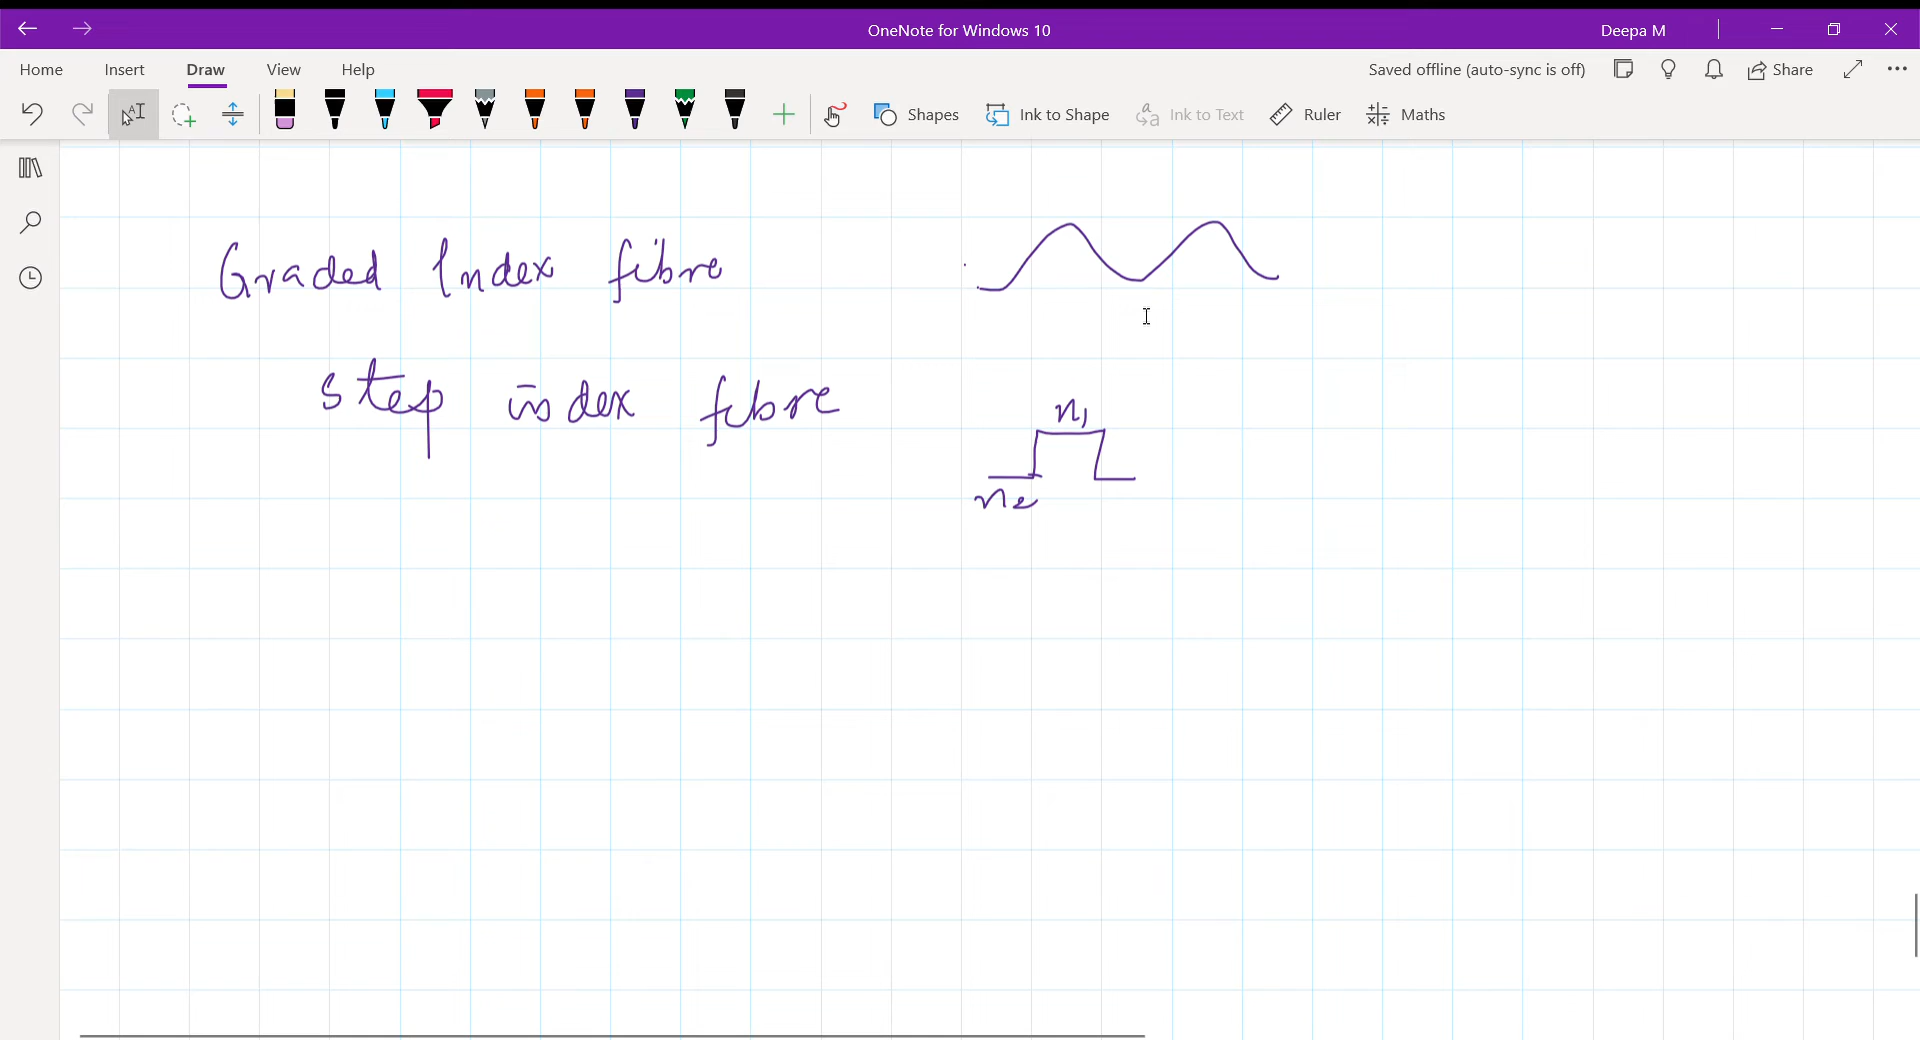 OneNote for Windows 10
Deepa M
Home Insert Draw View Help
Saved offline (auto-sync is off) Share
Shapes Ink to Shape Ink to Text Ruler Maths
Graded Index fibre
step index fibre
n1
n2